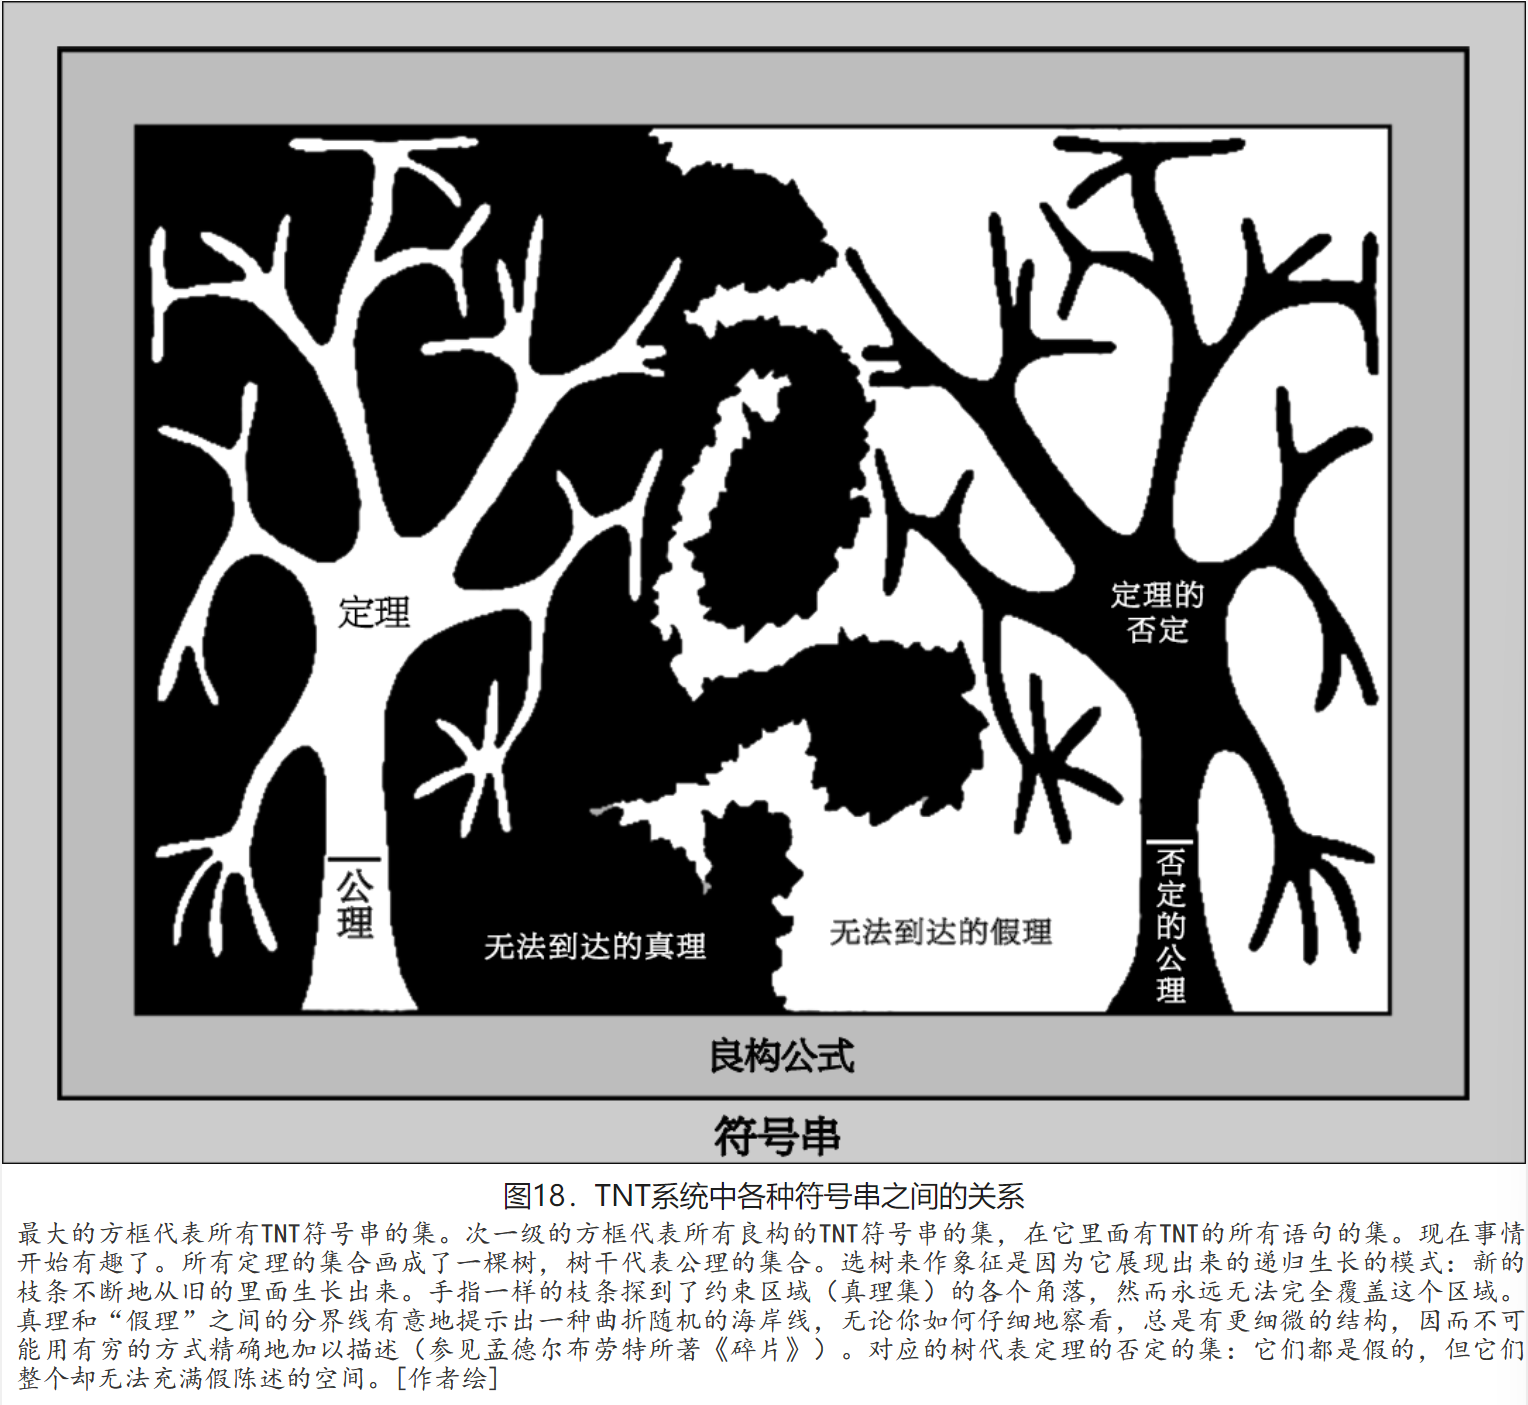 定理
定理的
否定
公理
否定的公理
无法到达的真理
无法到达的假理
良构公式
符号串
图18．TNT系统中各种符号串之间的关系
最大的方框代表所有TNT符号串的集。次一级的方框代表所有良构的TNT符号串的集，在它里面有TNT的所有语句的集。现在事情
开始有趣了。所有定理的集合画成了一棵树，树干代表公理的集合。选树来作象征是因为它展现出来的递归生长的模式：新的
枝条不断地从旧的里面生长出来。手指一样的枝条探到了约束区域（真理集）的各个角落，然而永远无法完全覆盖这个区域。
真理和“假理”之间的分界线有意地提示出一种曲折随机的海岸线，无论你如何仔细地察看，总是有更细微的结构，因而不可
能用有穷的方式精确地加以描述（参见孟德尔布劳特所著《碎片》）。对应的树代表定理的否定的集：它们都是假的，但它们
整个却无法充满假陈述的空间。[作者绘]